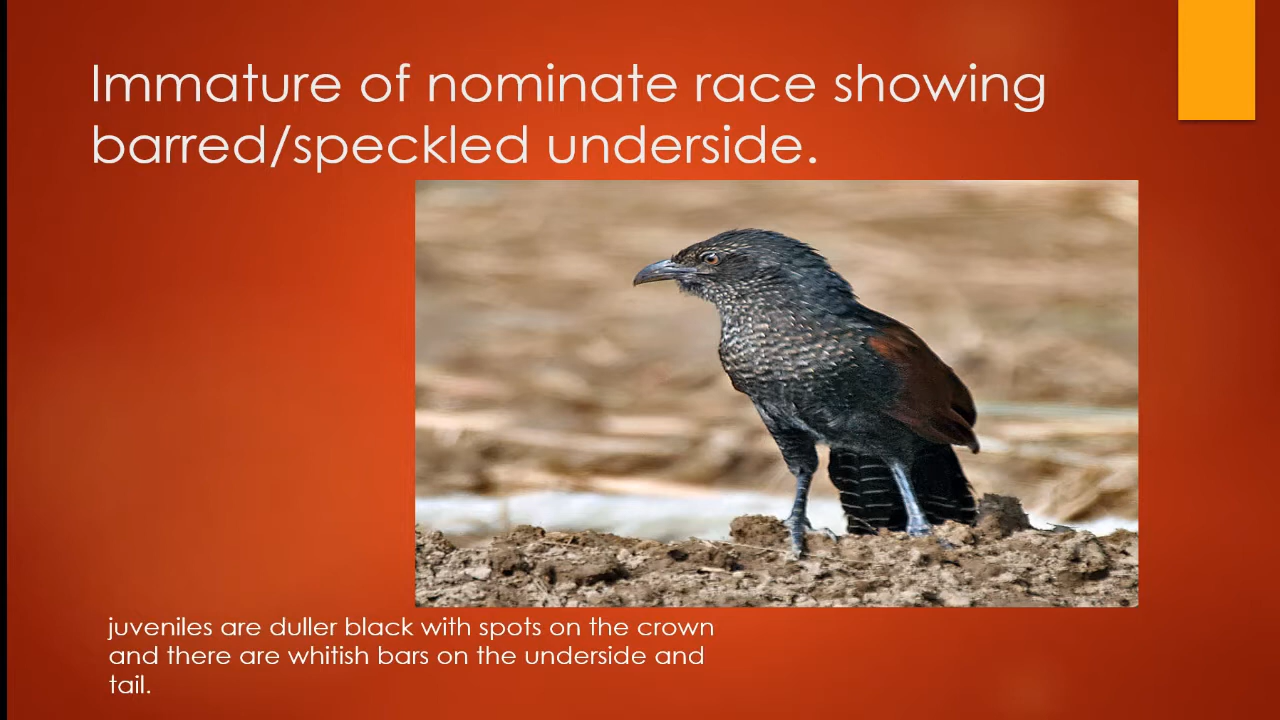 Immature of nominate race showing
barred/speckled underside.
juveniles are duller black with spots on the crown
and there are whitish bars on the underside and
tail.